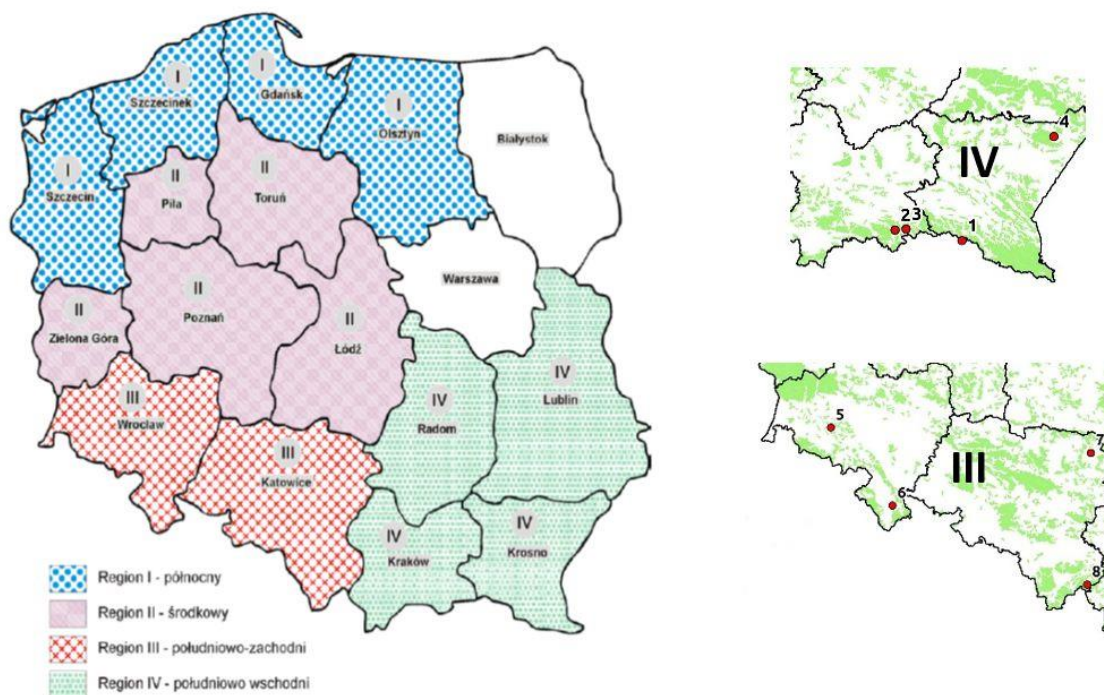 I
Szczecinek
I
Gdańsk
I
Olsztyn
Białystok
I
Szczecin
II
Piła
II
Toruń
Warszawa
II
Zielona Góra
II
Poznań
II
Łódź
III
Wrocław
III
Katowice
IV
Radom
IV
Lublin
IV
Kraków
IV
Krosno
Region I - północny
Region II - środkowy
Region III - południowo-zachodni
Region IV - południowo wschodni
4
IV
2 3
1
5
III
6
8